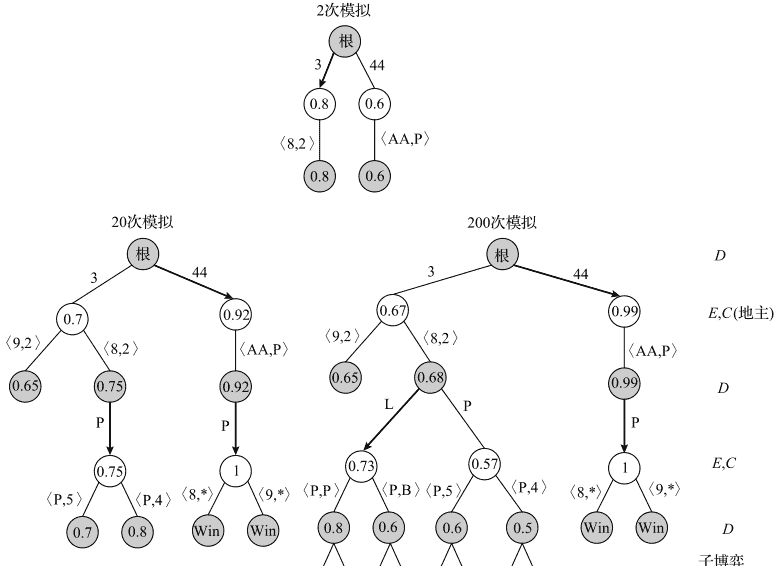 2次模拟
根
3 44
0.8 0.6
〈8,2〉 〈AA,P〉
0.8 0.6
20次模拟 200次模拟
根 根 D
3 44 3 44
0.7 0.92 0.67 0.99 E,C(地主)
〈9,2〉 〈8,2〉 〈AA,P〉 〈9,2〉 〈8,2〉 〈AA,P〉
0.65 0.75 0.92 0.65 0.68 0.99 D
P P L P P
0.75 1 0.73 0.57 1 E,C
〈P,5〉 〈P,4〉 〈8,*〉 〈9,*〉 〈P,P〉 〈P,B〉 〈P,5〉 〈P,4〉 〈8,*〉 〈9,*〉
0.7 0.8 Win Win 0.8 0.6 0.6 0.5 Win Win D
子博弈